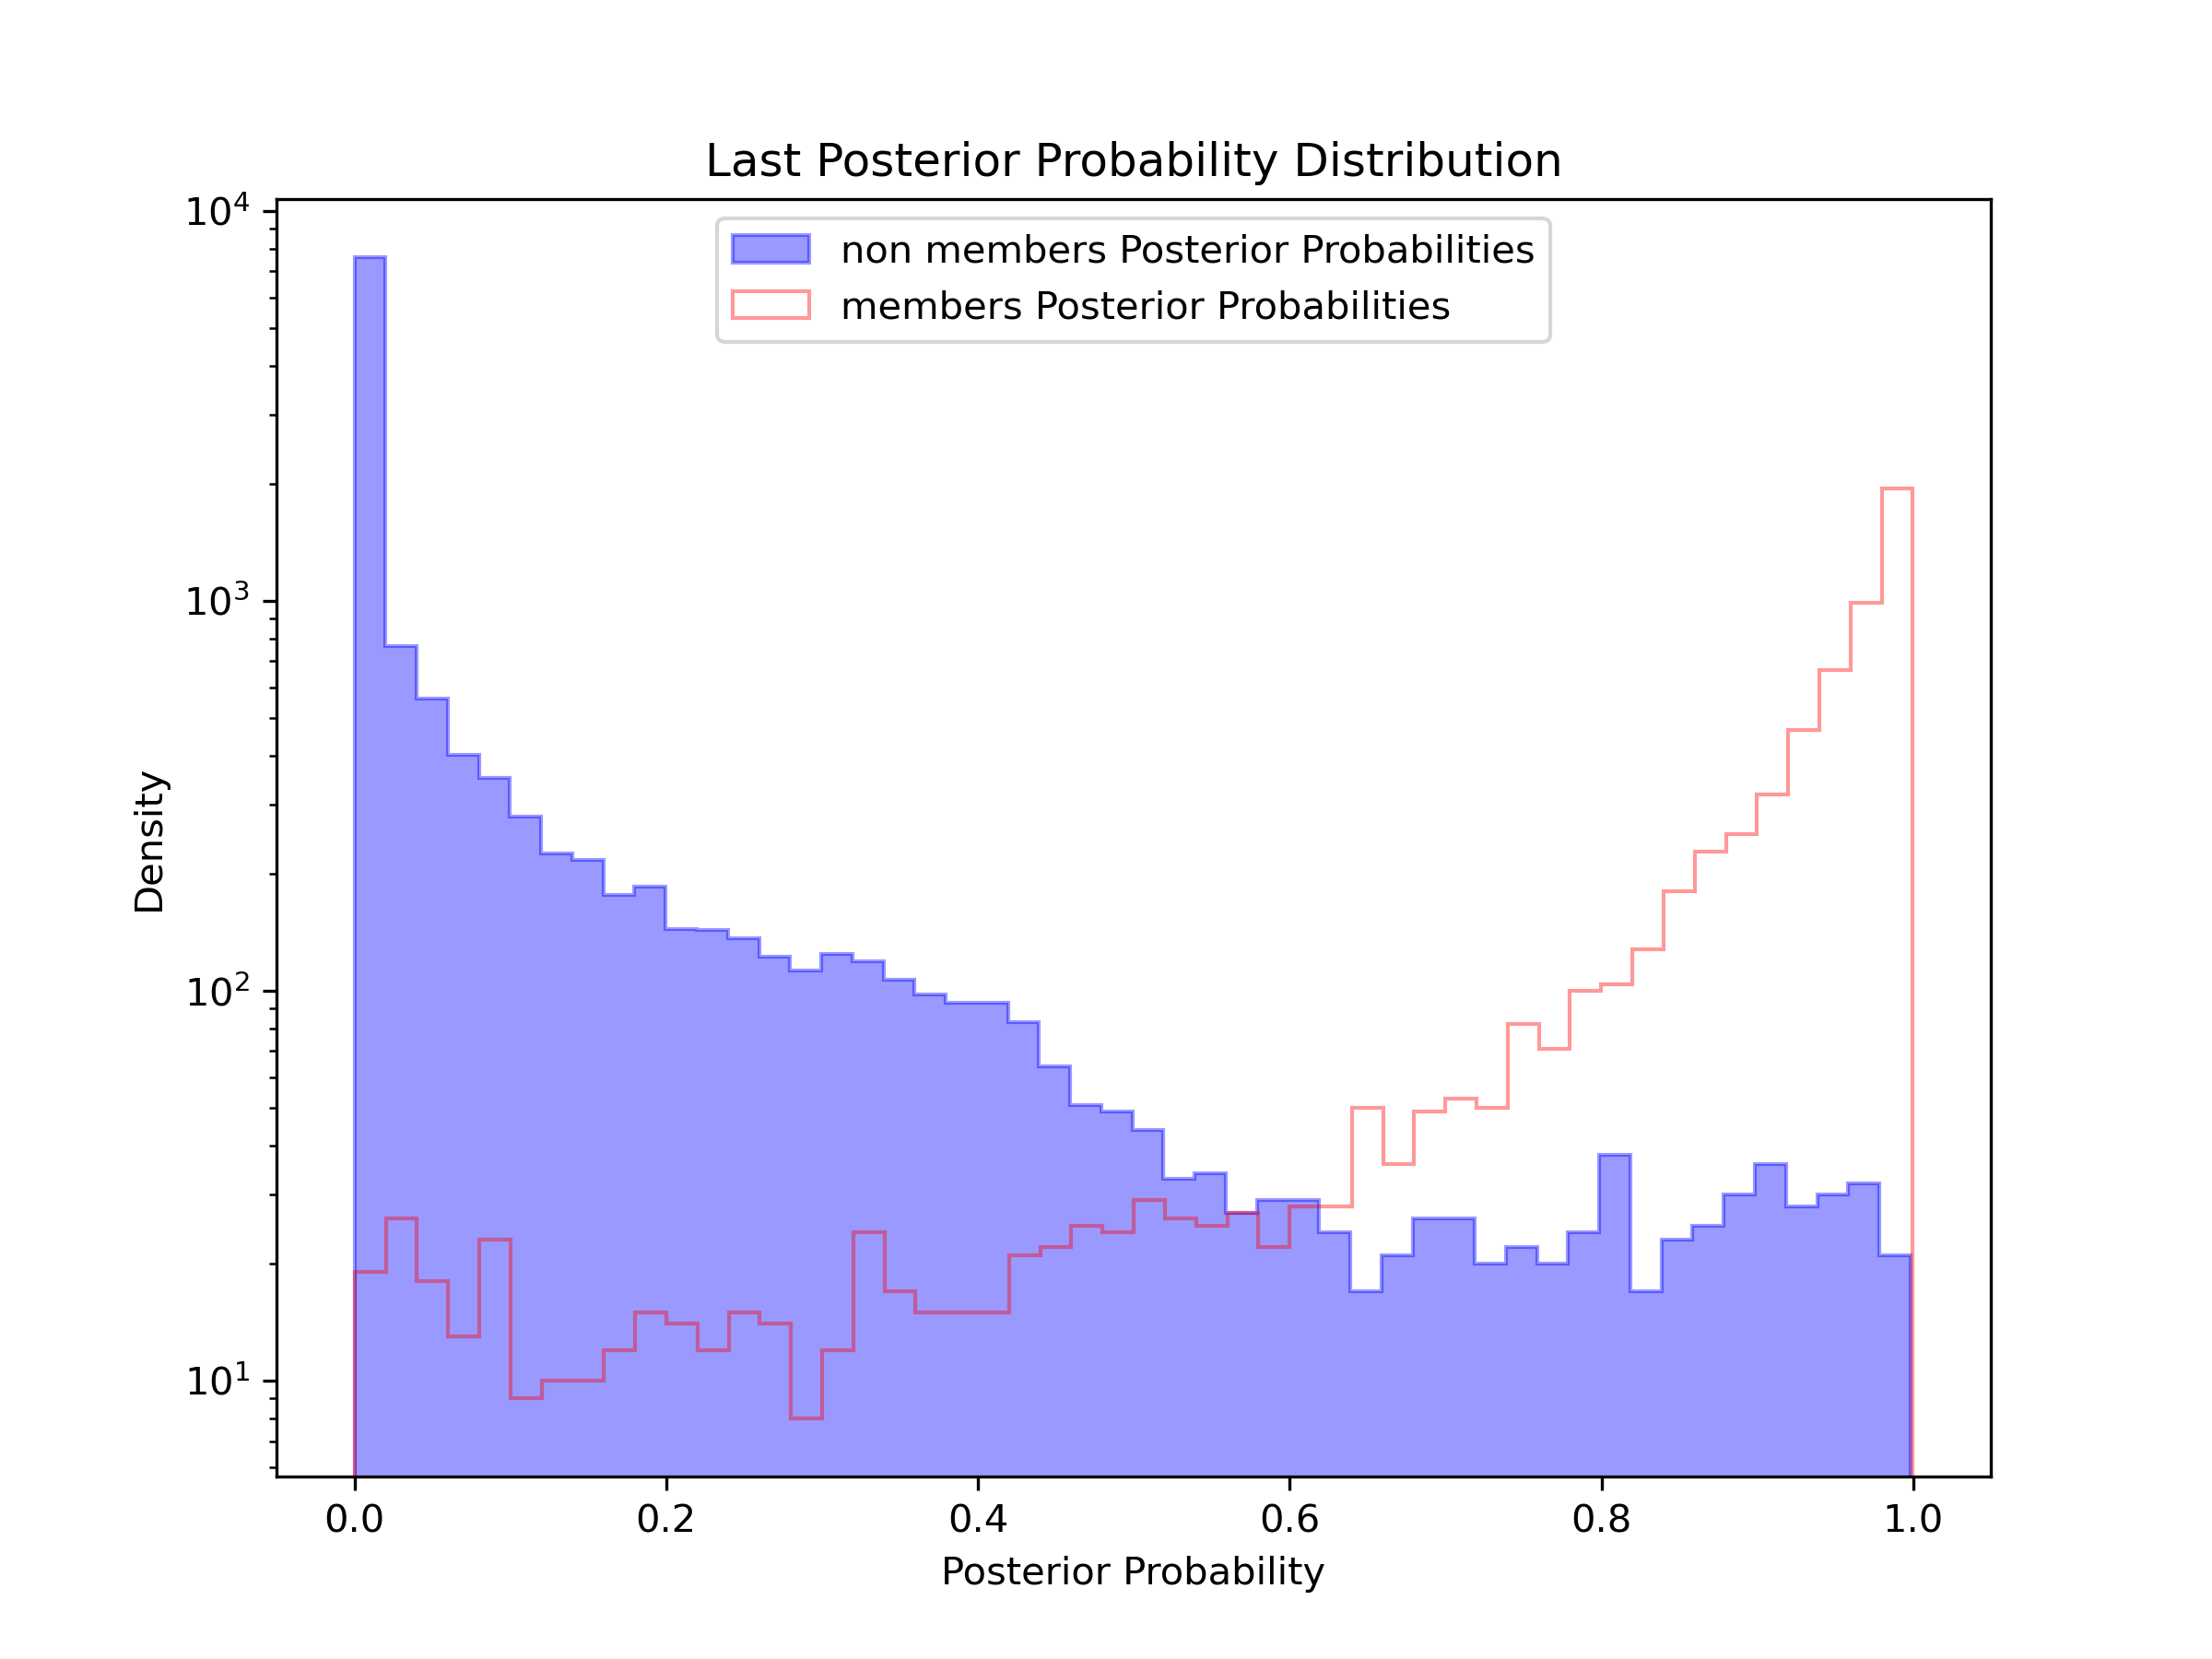 Last Posterior Probability Distribution
non members Posterior Probabilities
members Posterior Probabilities
10⁴
10³
10²
10¹
Density
0.0 0.2 0.4 0.6 0.8 1.0
Posterior Probability